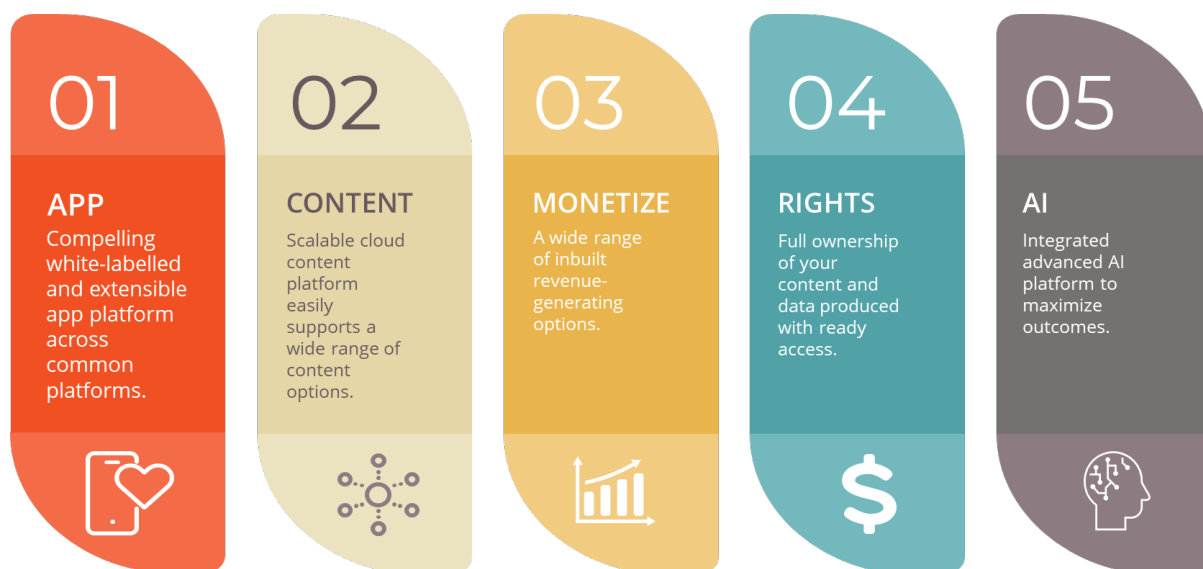 01
APP
Compelling
white-labelled
and extensible
app platform
across
common
platforms.
02
CONTENT
Scalable cloud
content
platform
easily
supports a
wide range of
content
options.
03
MONETIZE
A wide range
of inbuilt
revenue-
generating
options.
04
RIGHTS
Full ownership
of your
content and
data produced
with ready
access.
$
05
AI
Integrated
advanced AI
platform to
maximize
outcomes.